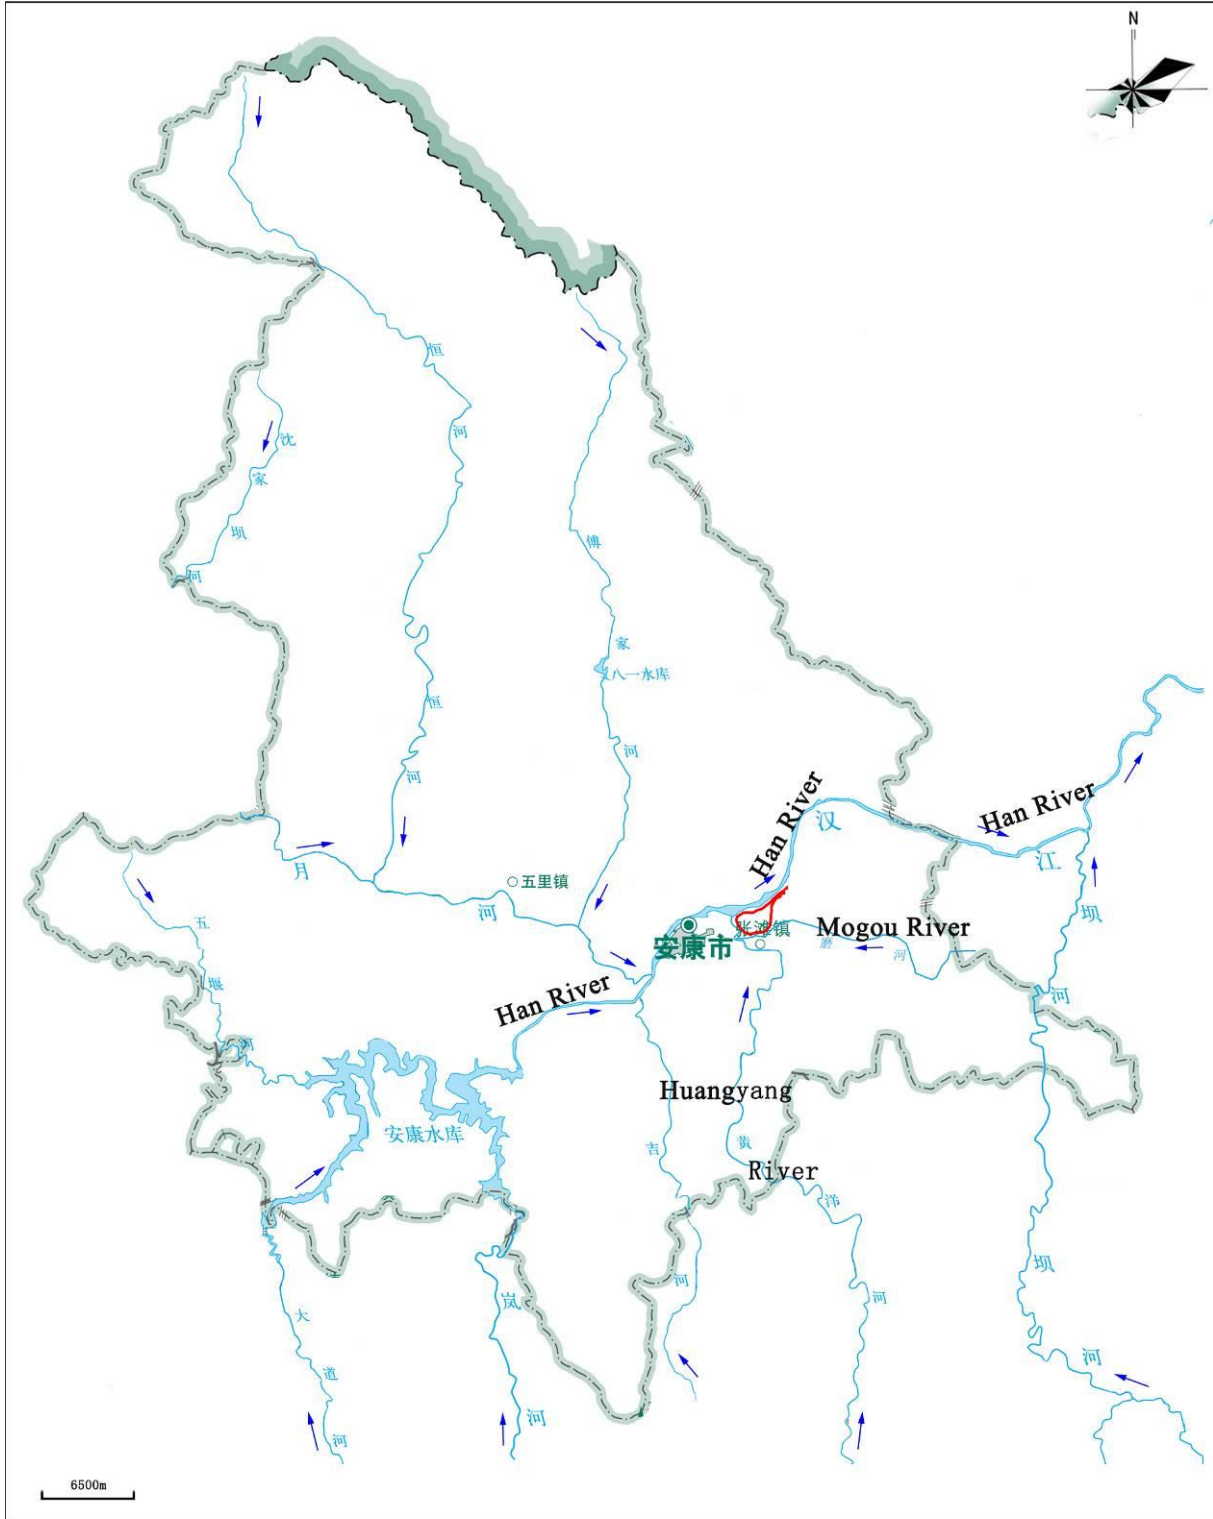 N
恒
河
沈
家
坝
河
傅
家
八一水库
恒
河
河
Han River
汉
Han River
江
月
河
五里镇
五
堰
河
安康市
张滩镇
Mogou River
磨
河
坝
河
Han River
安康水库
Huangyang
吉
黄
River
洋
河
河
坝
河
大
道
河
岚
河
6500m